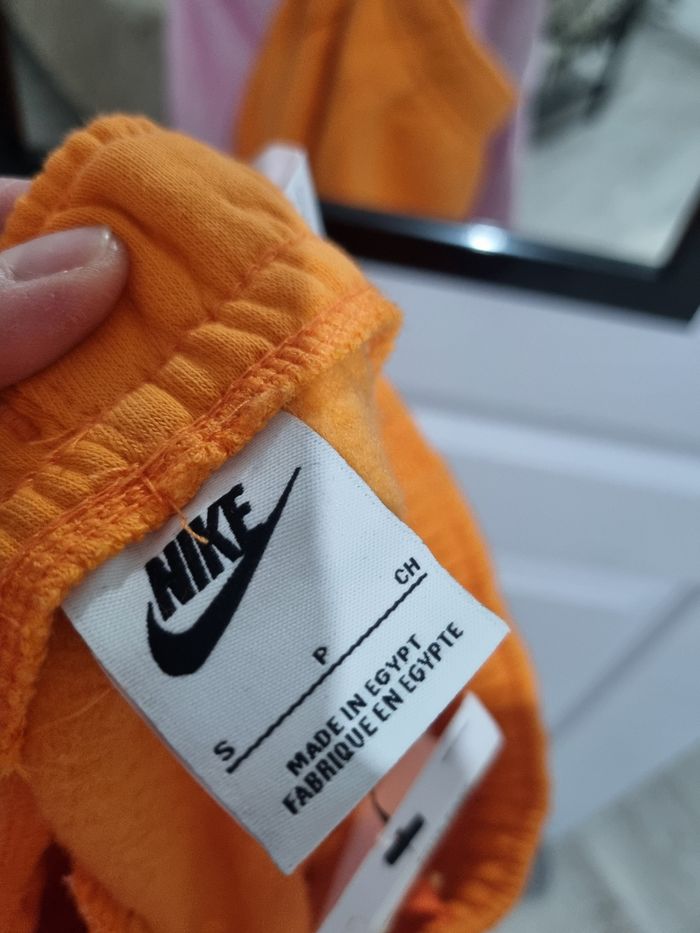 NIKE
S P CH
MADE IN EGYPT
FABRIQUE EN EGYPTE